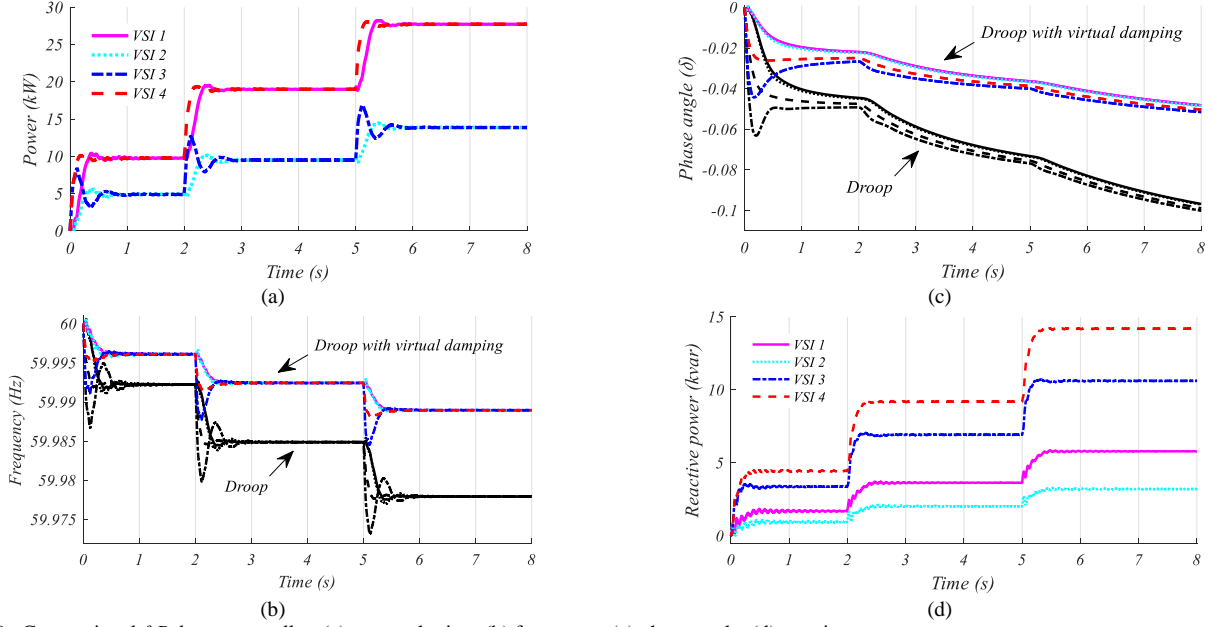 30
25
20
15
10
5
0
Power (kW)
VSI 1
VSI 2
VSI 3
VSI 4
0 1 2 3 4 5 6 7 8
Time (s)
(a)
0
-0.02
-0.04
-0.06
-0.08
-0.1
Phase angle (δ)
Droop with virtual damping
Droop
0 1 2 3 4 5 6 7 8
Time (s)
(c)
60
59.995
59.99
59.985
59.98
59.975
Frequency (Hz)
Droop with virtual damping
Droop
0 1 2 3 4 5 6 7 8
Time (s)
(b)
15
10
5
0
Reactive power (kvar)
VSI 1
VSI 2
VSI 3
VSI 4
0 1 2 3 4 5 6 7 8
Time (s)
(d)